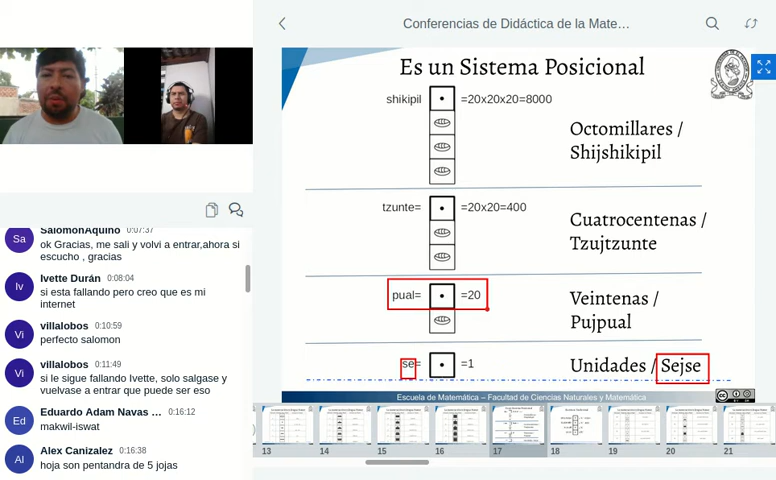 Conferencias de Didáctica de la Mate…
Es un Sistema Posicional
shikipil
=20x20x20=8000
Octomillares /
Shijshikipil
tzunte=
=20x20=400
Cuatrocentenas /
Tzujtzunte
pual=
=20
Veintenas /
Pujpual
se=
=1
Unidades / Sejse
Escuela de Matemática – Facultad de Ciencias Naturales y Matemática
13
14
15
16
17
18
19
20
21
Sa
SalomonAquino 0:07:37
ok Gracias, me sali y volvi a entrar,ahora si
escucho , gracias
Iv
Ivette Durán 0:08:04
si esta fallando pero creo que es mi
internet
Vi
villalobos 0:10:59
perfecto salomon
Vi
villalobos 0:11:49
si le sigue fallando Ivette, solo salgase y
vuelvase a entrar que puede ser eso
Ed
Eduardo Adam Navas ... 0:16:12
makwil-iswat
Al
Alex Canizalez 0:16:38
hoja son pentandra de 5 jojas